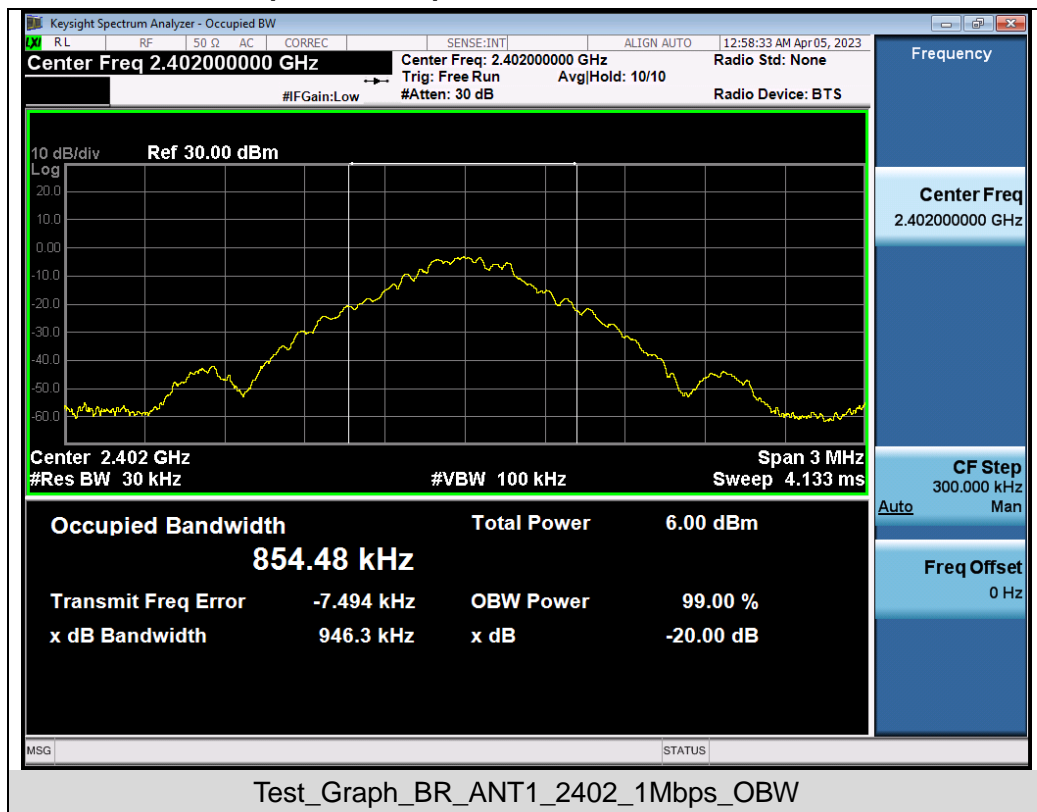 Keysight Spectrum Analyzer - Occupied BW
LXI RL RF 50 Ω AC CORREC SENSE:INT ALIGN AUTO 12:58:33 AM Apr 05, 2023
Center Freq 2.402000000 GHz
Center Freq: 2.402000000 GHz
Radio Std: None
Trig: Free Run Avg|Hold: 10/10
#IFGain:Low
#Atten: 30 dB
Radio Device: BTS
Frequency
10 dB/div Ref 30.00 dBm
Log
20.0
10.0
0.00
-10.0
-20.0
-30.0
-40.0
-50.0
-60.0
Center 2.402 GHz
Span 3 MHz
#Res BW 30 kHz
#VBW 100 kHz
Sweep 4.133 ms
Center Freq
2.402000000 GHz
CF Step
300.000 kHz
Auto Man
Freq Offset
0 Hz
Occupied Bandwidth
854.48 kHz
Total Power 6.00 dBm
Transmit Freq Error -7.494 kHz
OBW Power 99.00 %
x dB Bandwidth 946.3 kHz
x dB -20.00 dB
MSG
STATUS
Test_Graph_BR_ANT1_2402_1Mbps_OBW